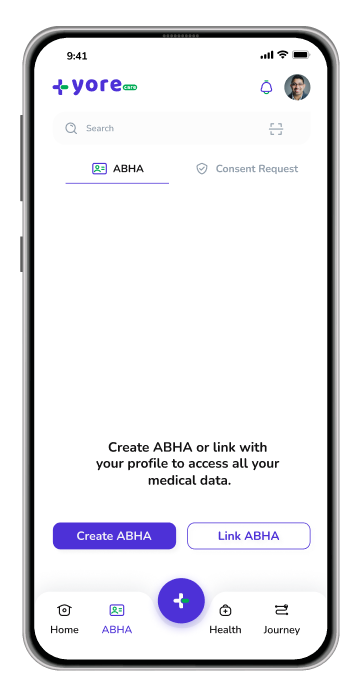 9:41
yore care
Search
ABHA
Consent Request
Create ABHA or link with
your profile to access all your
medical data.
Create ABHA
Link ABHA
Home
ABHA
Health
Journey